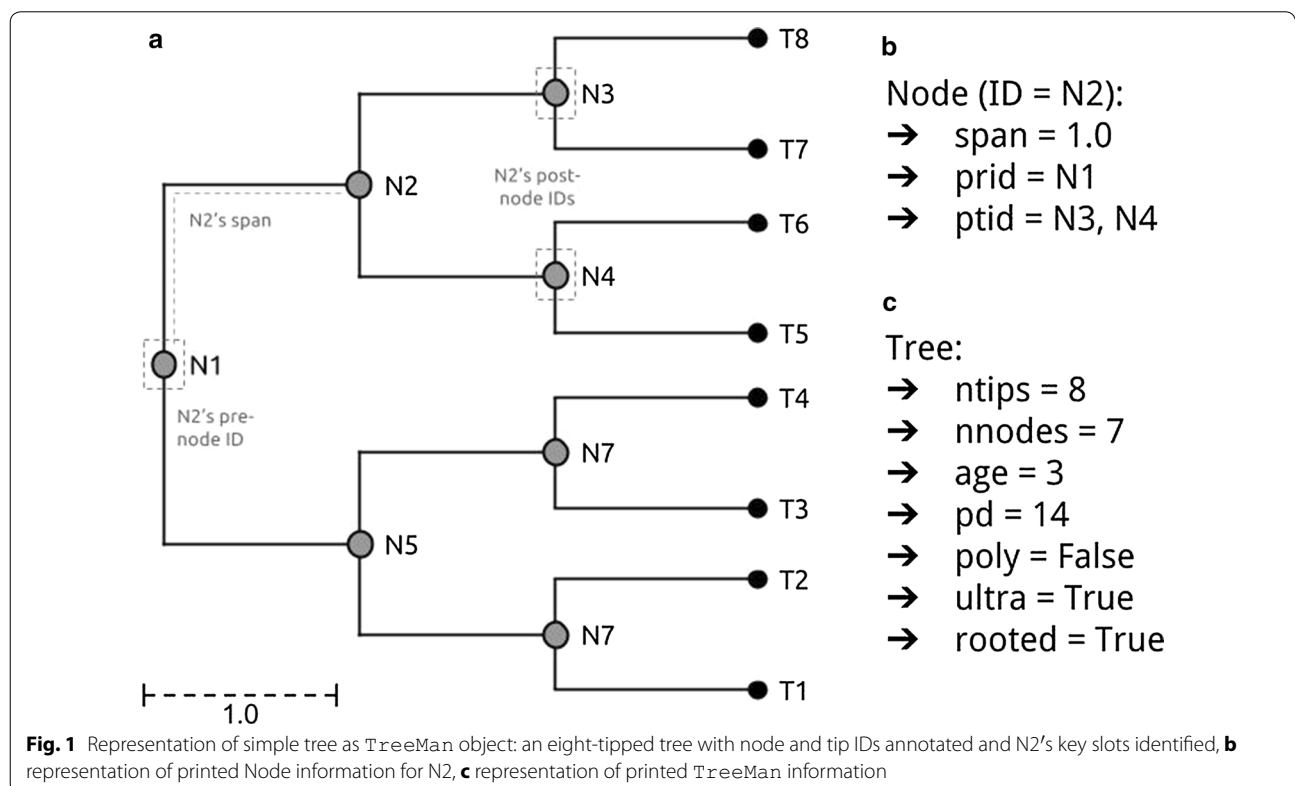 a
T8
N3
T7
N2
N2's post-
node IDs
N2's span
T6
N4
T5
N1
N2's pre-
node ID
T4
N7
T3
N5
T2
N7
T1
1.0
b
Node (ID = N2):
➔ span = 1.0
➔ prid = N1
➔ ptid = N3, N4
c
Tree:
➔ ntips = 8
➔ nnodes = 7
➔ age = 3
➔ pd = 14
➔ poly = False
➔ ultra = True
➔ rooted = True
Fig. 1 Representation of simple tree as TreeMan object: an eight-tipped tree with node and tip IDs annotated and N2′s key slots identified, b
representation of printed Node information for N2, c representation of printed TreeMan information